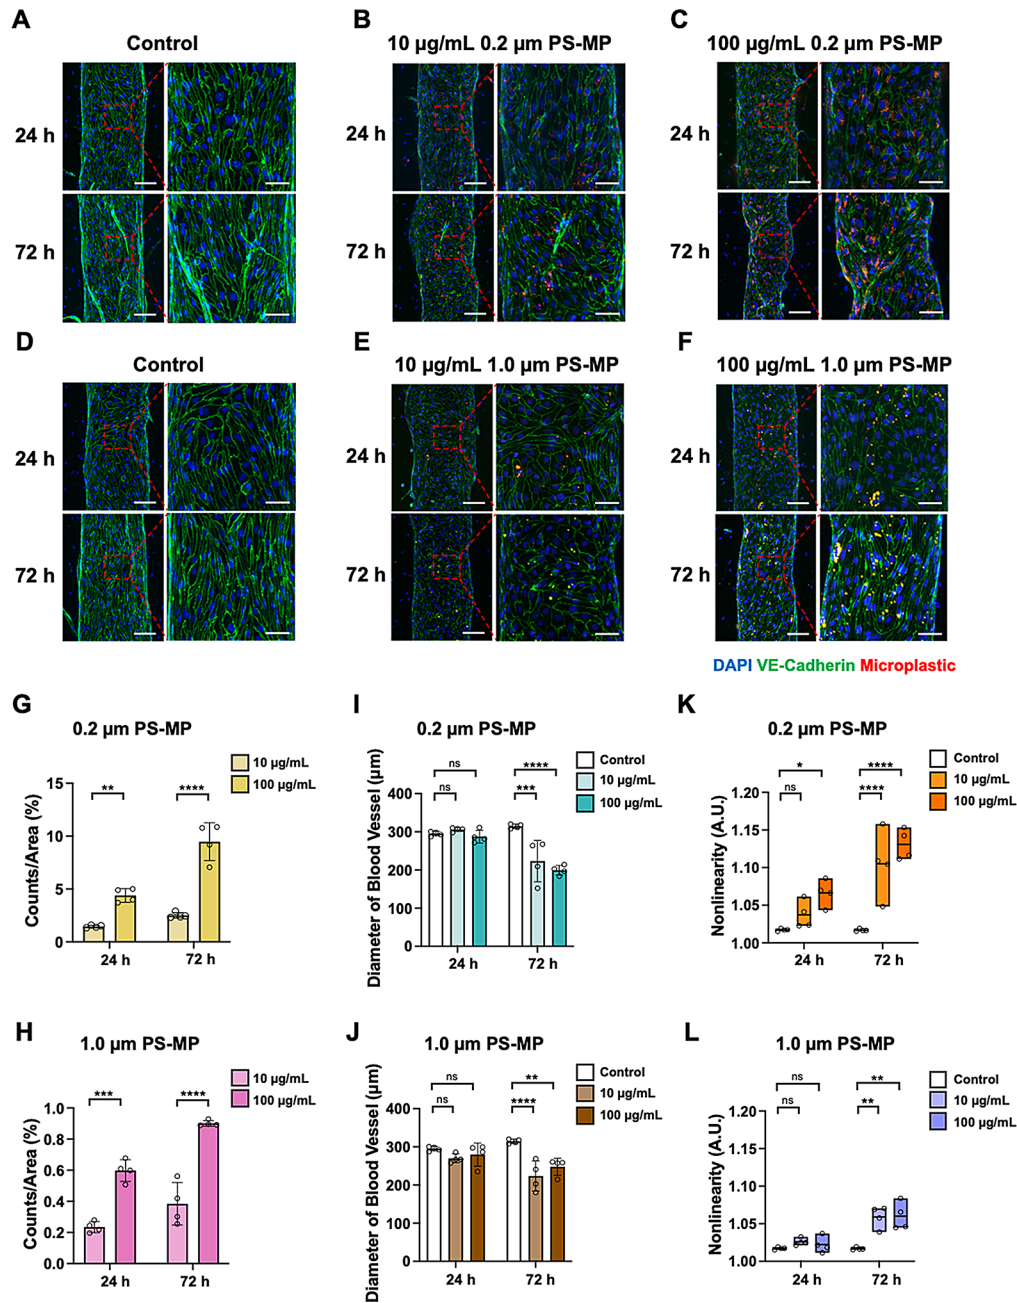 A
B
C
Control
10 µg/mL 0.2 µm PS-MP
100 µg/mL 0.2 µm PS-MP
24 h
24 h
24 h
72 h
72 h
72 h
D
E
F
Control
10 µg/mL 1.0 µm PS-MP
100 µg/mL 1.0 µm PS-MP
24 h
24 h
24 h
72 h
72 h
72 h
DAPI VE-Cadherin Microplastic
G
0.2 µm PS-MP
10 µg/mL
100 µg/mL
Counts/Area (%)
15
10
5
0
**
****
24 h
72 h
I
0.2 µm PS-MP
Control
10 µg/mL
100 µg/mL
Diameter of Blood Vessel (µm)
400
300
200
100
0
ns
ns
****
***
24 h
72 h
K
0.2 µm PS-MP
Control
10 µg/mL
100 µg/mL
Nonlinearity (A.U.)
1.20
1.15
1.10
1.05
1.00
*
ns
****
****
24 h
72 h
H
1.0 µm PS-MP
10 µg/mL
100 µg/mL
Counts/Area (%)
1.0
0.8
0.6
0.4
0.2
0.0
***
****
24 h
72 h
J
1.0 µm PS-MP
Control
10 µg/mL
100 µg/mL
Diameter of Blood Vessel (µm)
400
300
200
100
0
ns
ns
**
****
24 h
72 h
L
1.0 µm PS-MP
Control
10 µg/mL
100 µg/mL
Nonlinearity (A.U.)
1.20
1.15
1.10
1.05
1.00
ns
ns
**
**
24 h
72 h